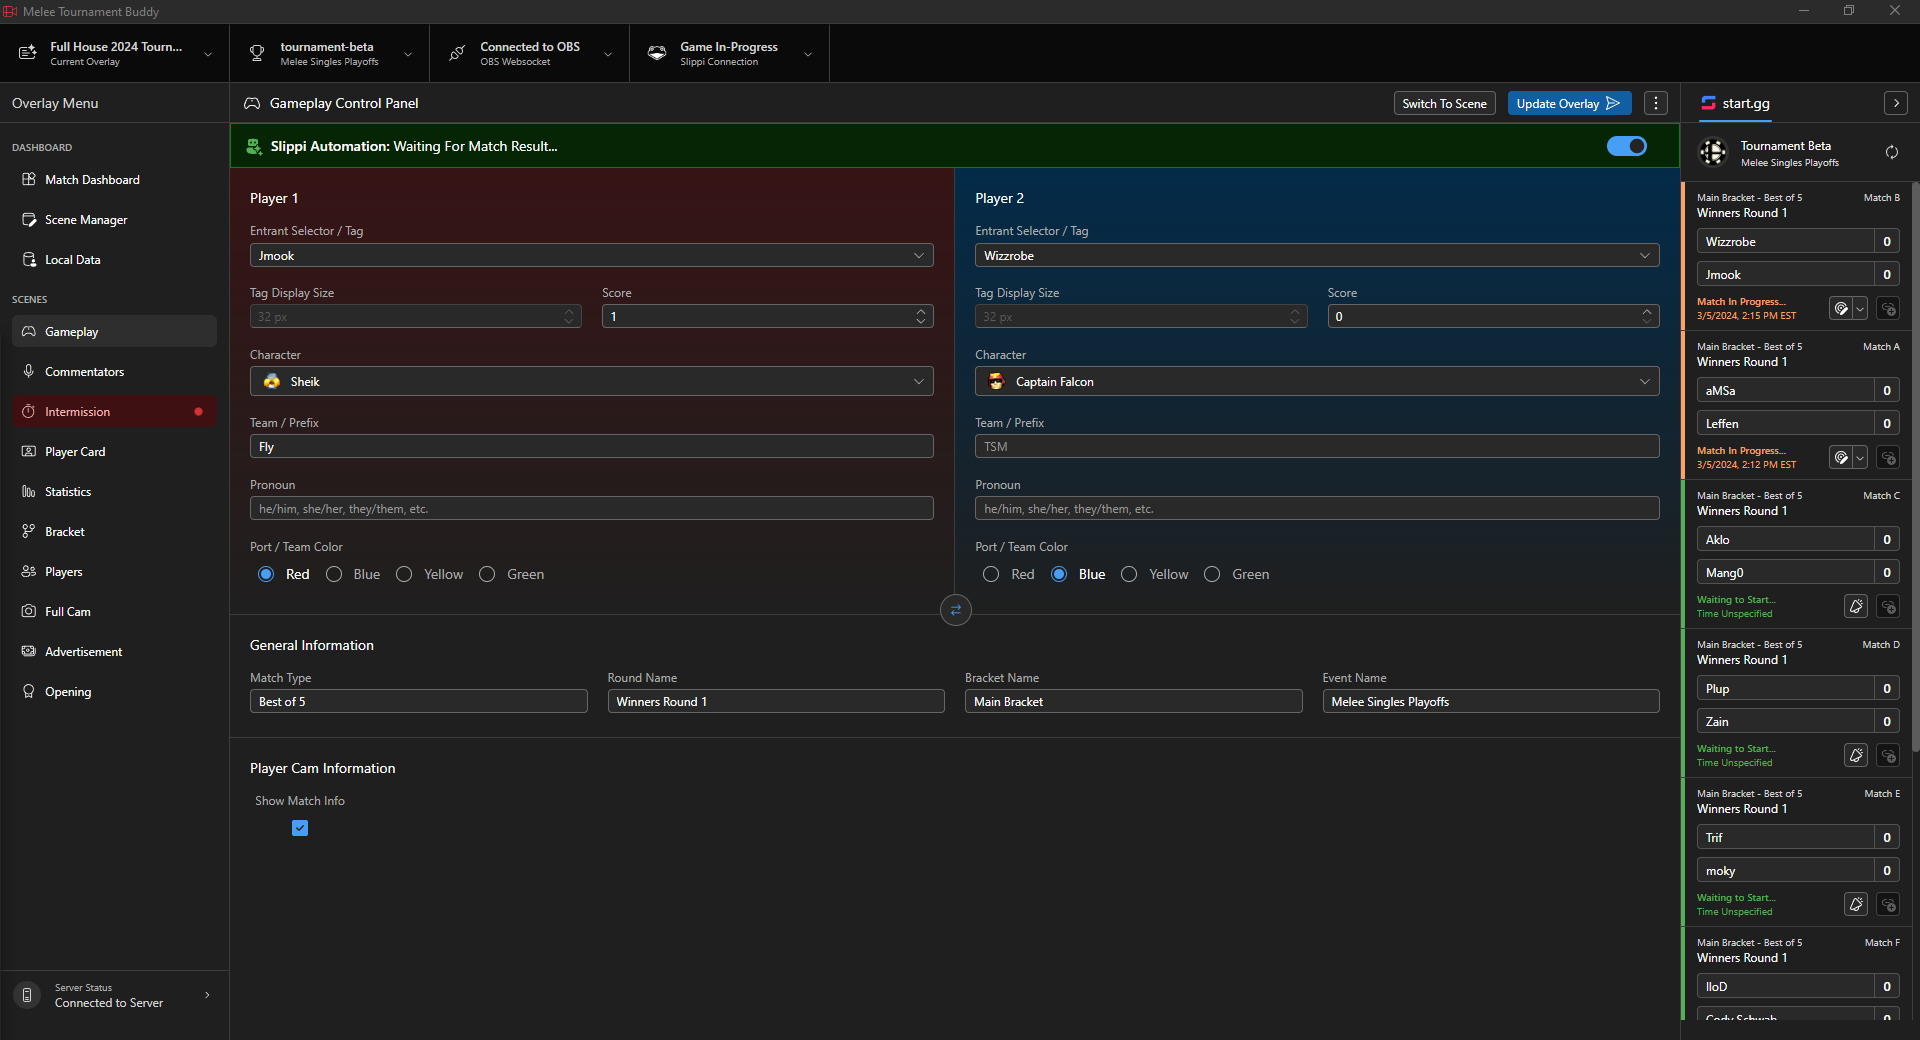 Melee Tournament Buddy
Full House 2024 Tourn...
Current Overlay
tournament-beta
Melee Singles Playoffs
Connected to OBS
OBS Websocket
Game In-Progress
Slippi Connection
Overlay Menu
DASHBOARD
Match Dashboard
Scene Manager
Local Data
SCENES
Gameplay
Commentators
Intermission
Player Card
Statistics
Bracket
Players
Full Cam
Advertisement
Opening
Server Status
Connected to Server
Gameplay Control Panel
Switch To Scene
Update Overlay
Slippi Automation: Waiting For Match Result...
Player 1
Entrant Selector / Tag
Jmook
Tag Display Size
Score
32 px
1
Character
Sheik
Team / Prefix
Fly
Pronoun
he/him, she/her, they/them, etc.
Port / Team Color
Red Blue Yellow Green
Player 2
Entrant Selector / Tag
Wizzrobe
Tag Display Size
Score
32 px
0
Character
Captain Falcon
Team / Prefix
TSM
Pronoun
he/him, she/her, they/them, etc.
Port / Team Color
Red Blue Yellow Green
General Information
Match Type
Best of 5
Round Name
Winners Round 1
Bracket Name
Main Bracket
Event Name
Melee Singles Playoffs
Player Cam Information
Show Match Info
start.gg
Tournament Beta
Melee Singles Playoffs
Main Bracket - Best of 5 Match B
Winners Round 1
Wizzrobe 0
Jmook 0
Match In Progress...
3/5/2024, 2:15 PM EST
Main Bracket - Best of 5 Match A
Winners Round 1
aMSa 0
Leffen 0
Match In Progress...
3/5/2024, 2:12 PM EST
Main Bracket - Best of 5 Match C
Winners Round 1
Aklo 0
Mang0 0
Waiting to Start...
Time Unspecified
Main Bracket - Best of 5 Match D
Winners Round 1
Plup 0
Zain 0
Waiting to Start...
Time Unspecified
Main Bracket - Best of 5 Match E
Winners Round 1
Trif 0
moky 0
Waiting to Start...
Time Unspecified
Main Bracket - Best of 5 Match F
Winners Round 1
lloD 0
Cody Schwab 0